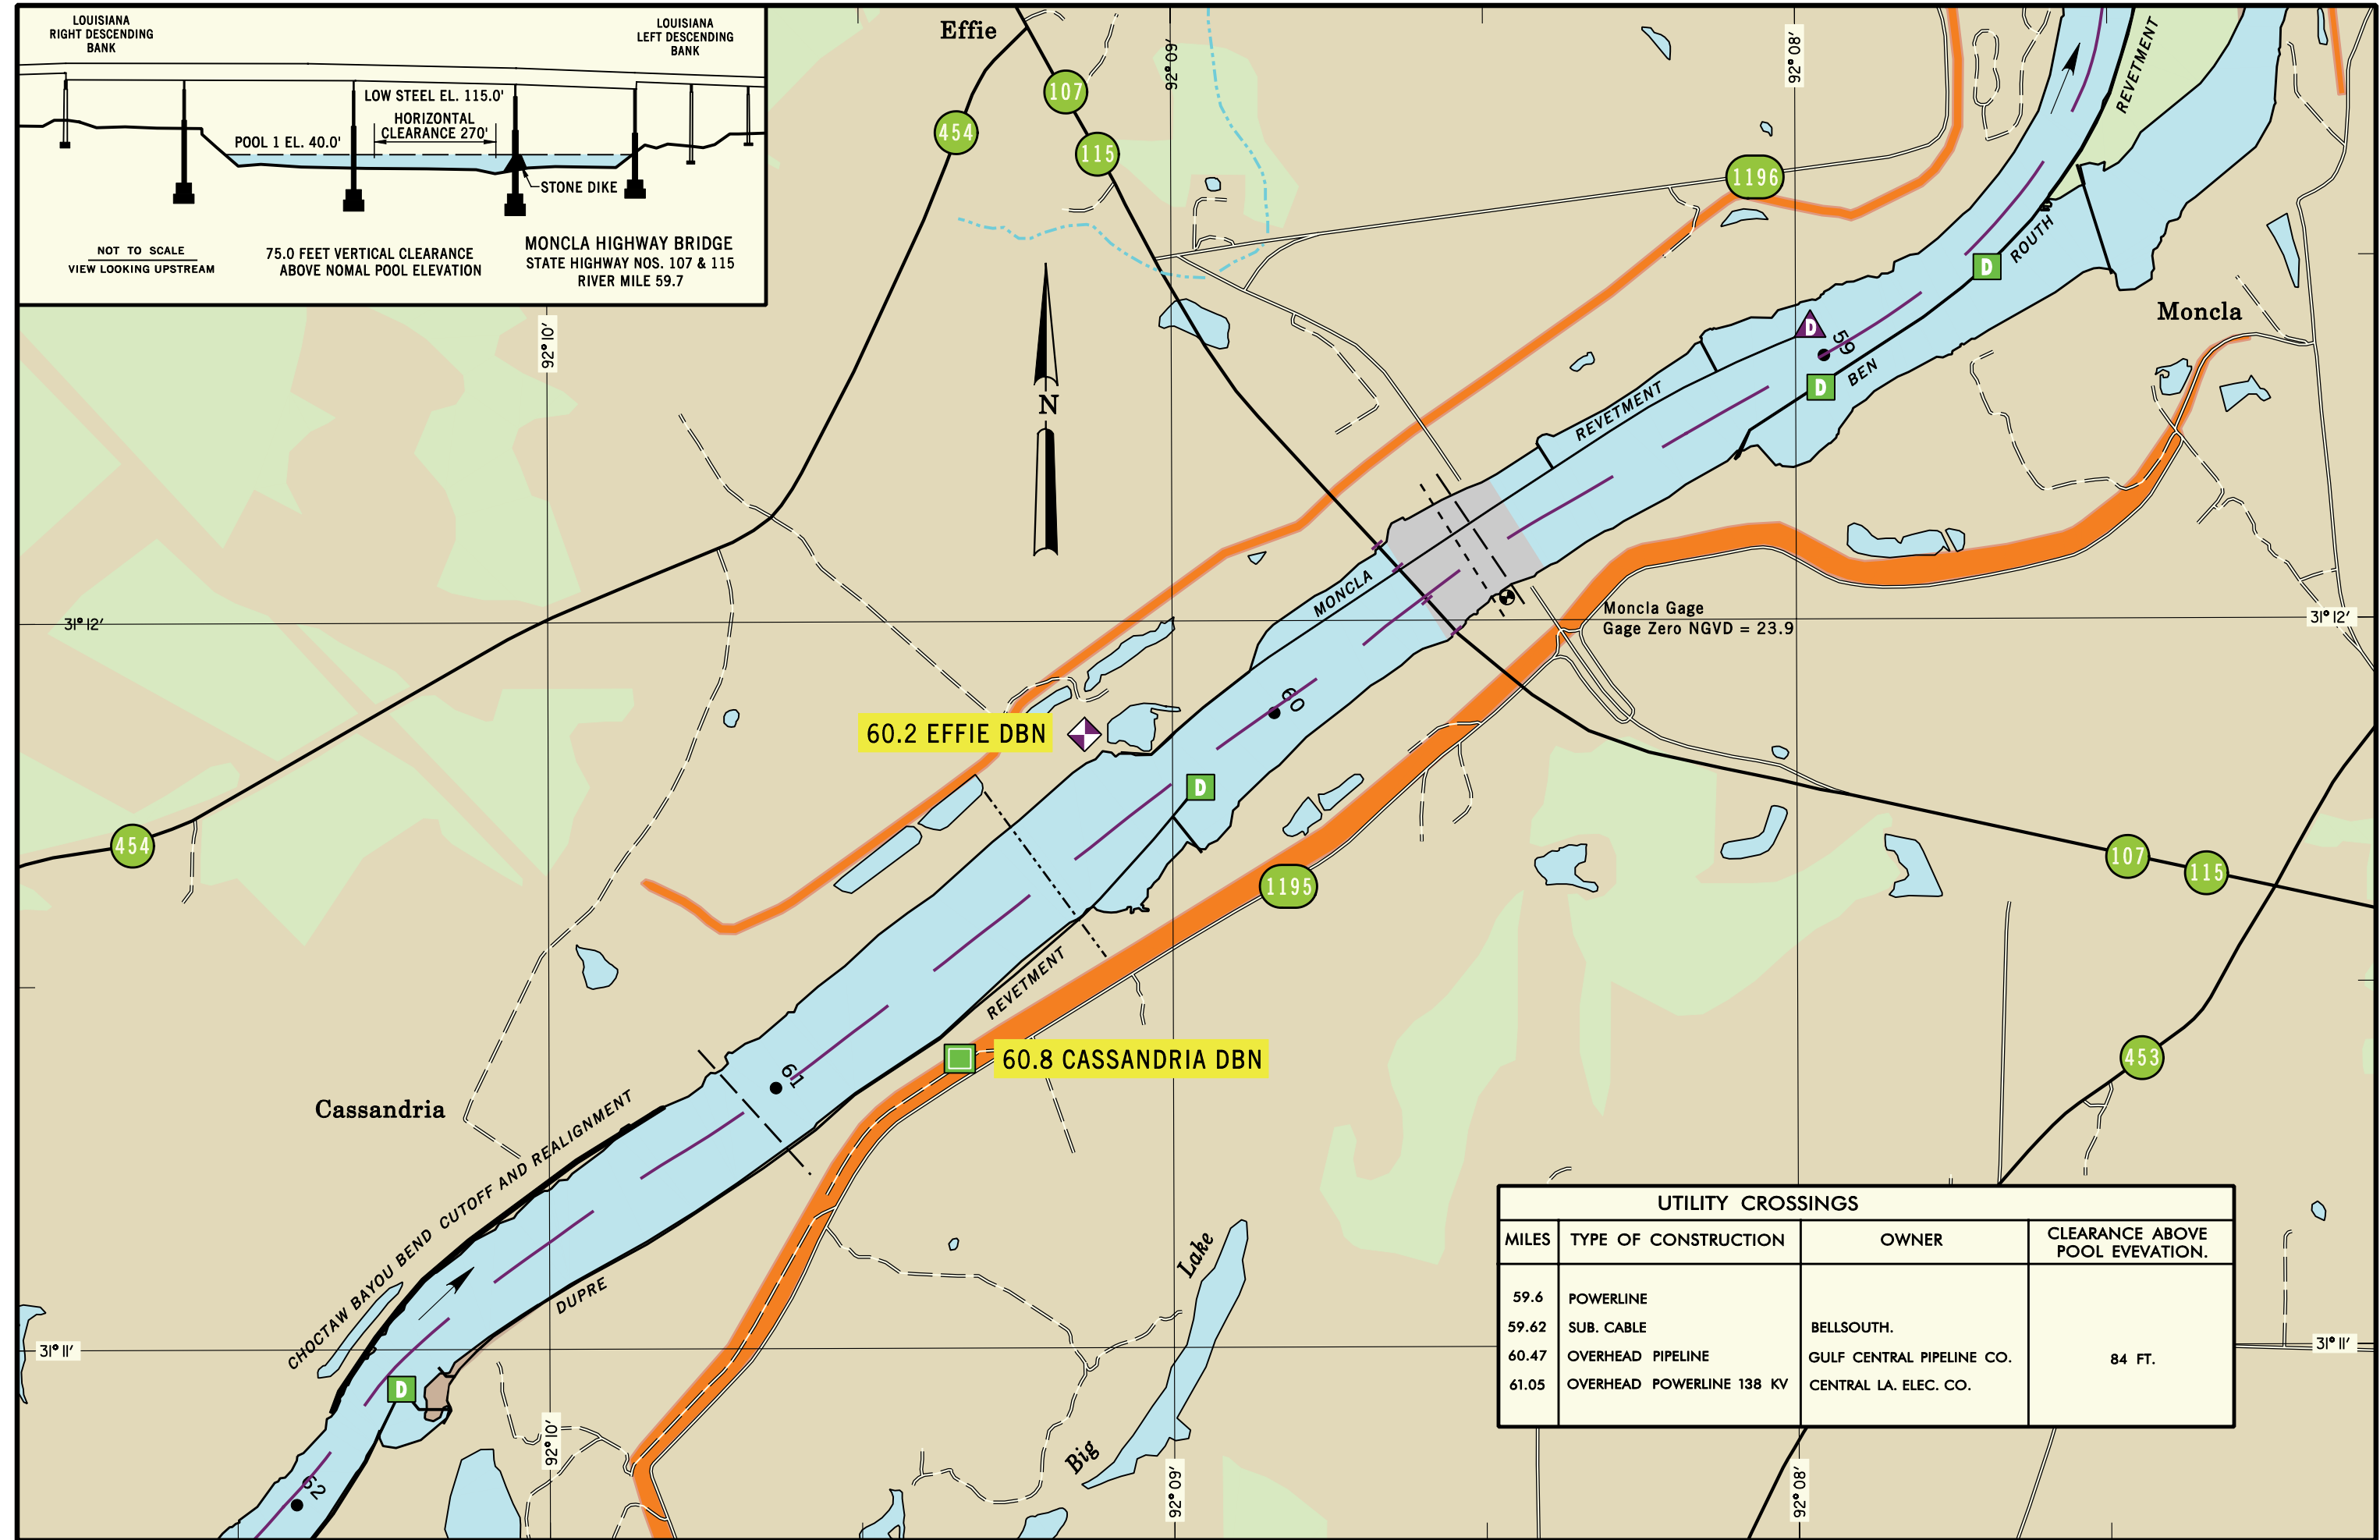 LOUISIANA
RIGHT DESCENDING
BANK
LOUISIANA
LEFT DESCENDING
BANK
LOW STEEL EL. 115.0'
HORIZONTAL
CLEARANCE 270'
POOL 1 EL. 40.0'
STONE DIKE
NOT TO SCALE
VIEW LOOKING UPSTREAM
75.0 FEET VERTICAL CLEARANCE
ABOVE NOMAL POOL ELEVATION
MONCLA HIGHWAY BRIDGE
STATE HIGHWAY NOS. 107 & 115
RIVER MILE 59.7
Effie
107
454
115
92° 09'
92° 08'
1196
REVETMENT
ROUTH
D
BEN
Moncla
92° 10'
N
D
59
D
REVETMENT
MONCLA
31° 12'
Moncla Gage
Gage Zero NGVD = 23.9
31° 12'
60
60.2 EFFIE DBN
D
454
1195
107
115
REVETMENT
60.8 CASSANDRIA DBN
453
61
Cassandria
CHOCTAW BAYOU BEND CUTOFF AND REALIGNMENT
DUPRE
Big Lake
31° 11'
D
62
92° 10'
92° 09'
92° 08'
31° 11'
UTILITY CROSSINGS
MILES TYPE OF CONSTRUCTION OWNER CLEARANCE ABOVE
POOL EVEVATION.
59.6 POWERLINE
59.62 SUB. CABLE BELLSOUTH.
60.47 OVERHEAD PIPELINE GULF CENTRAL PIPELINE CO. 84 FT.
61.05 OVERHEAD POWERLINE 138 KV CENTRAL LA. ELEC. CO.